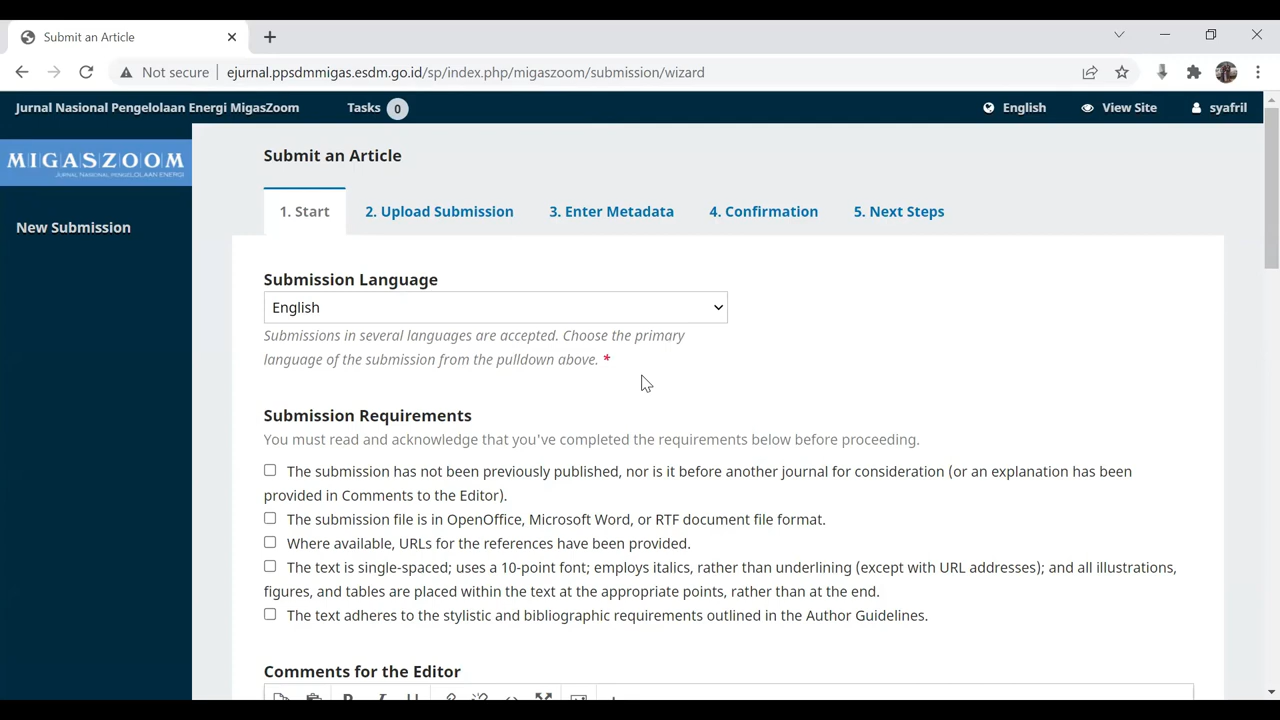 Submit an Article
Not secure
ejurnal.ppsdmmigas.esdm.go.id/sp/index.php/migaszoom/submission/wizard
Jurnal Nasional Pengelolaan Energi MigasZoom Tasks 0 English View Site syafril
MIGASZOOM
JURNAL NASIONAL PENGELOLAAN ENERGI
New Submission
Submit an Article
1. Start 2. Upload Submission 3. Enter Metadata 4. Confirmation 5. Next Steps
Submission Language
English
Submissions in several languages are accepted. Choose the primary
language of the submission from the pulldown above. *
Submission Requirements
You must read and acknowledge that you've completed the requirements below before proceeding.
The submission has not been previously published, nor is it before another journal for consideration (or an explanation has been
provided in Comments to the Editor).
The submission file is in OpenOffice, Microsoft Word, or RTF document file format.
Where available, URLs for the references have been provided.
The text is single-spaced; uses a 10-point font; employs italics, rather than underlining (except with URL addresses); and all illustrations,
figures, and tables are placed within the text at the appropriate points, rather than at the end.
The text adheres to the stylistic and bibliographic requirements outlined in the Author Guidelines.
Comments for the Editor